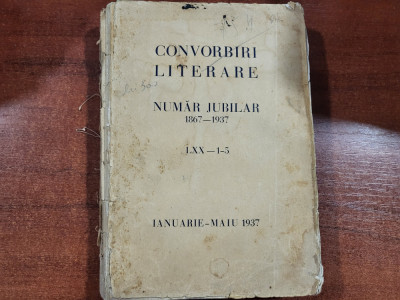 CONVORBIRI
LITERARE
NUMĂR JUBILAR
1867—1937
LXX—1-5
IANUARIE-MAIU 1937